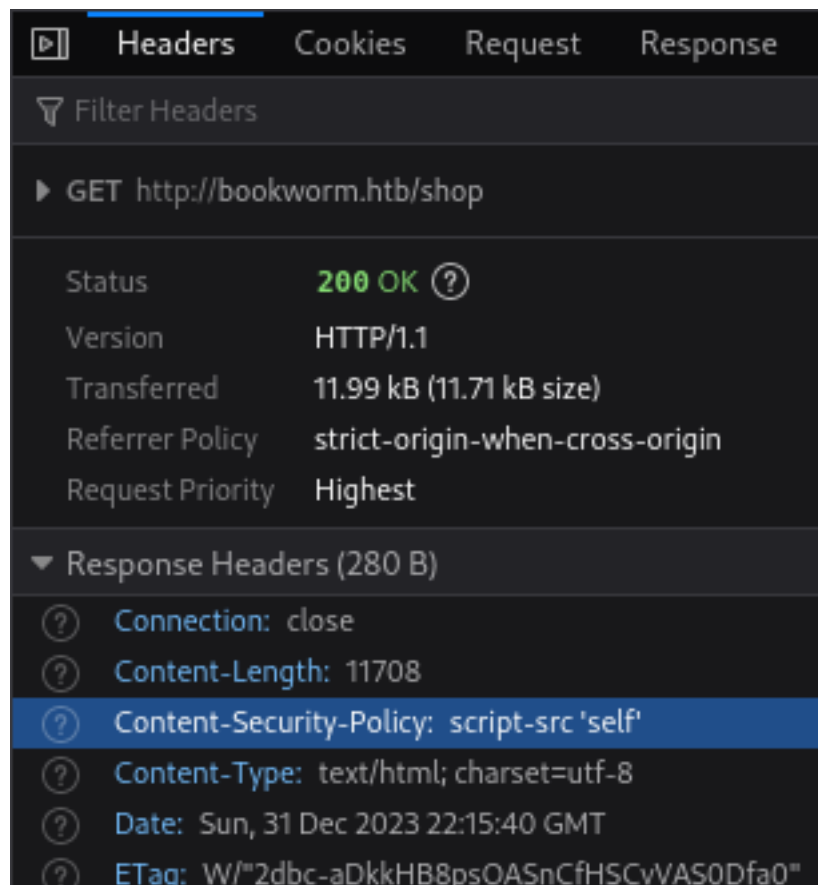 Headers Cookies Request Response
Filter Headers
GET http://bookworm.htb/shop
Status 200 OK ?
Version HTTP/1.1
Transferred 11.99 kB (11.71 kB size)
Referrer Policy strict-origin-when-cross-origin
Request Priority Highest
Response Headers (280 B)
? Connection: close
? Content-Length: 11708
? Content-Security-Policy: script-src 'self'
? Content-Type: text/html; charset=utf-8
? Date: Sun, 31 Dec 2023 22:15:40 GMT
? ETag: W/"2dbc-aDkkHB8psOASnCfHSCyVAS0Dfa0"